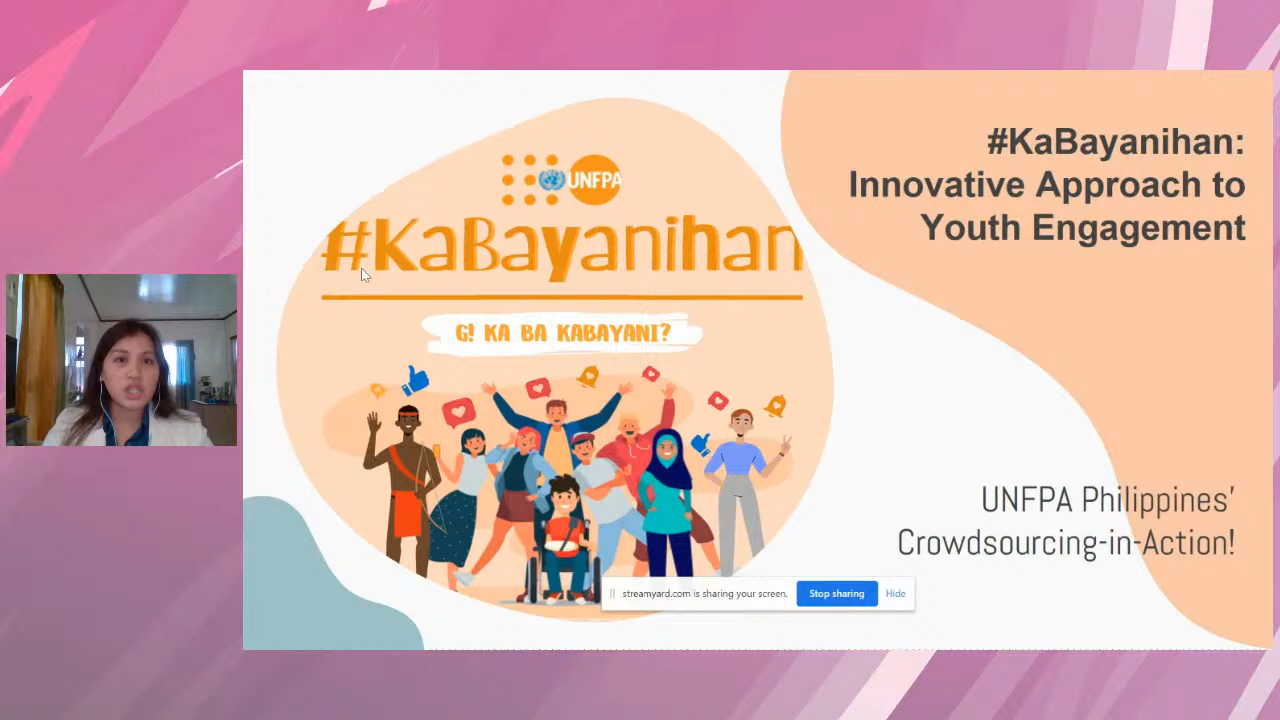 UNFPA
#KaBayanihan
G! KA BA KABAYANI?
#KaBayanihan:
Innovative Approach to
Youth Engagement
UNFPA Philippines'
Crowdsourcing-in-Action!
streamyard.com is sharing your screen. Stop sharing Hide